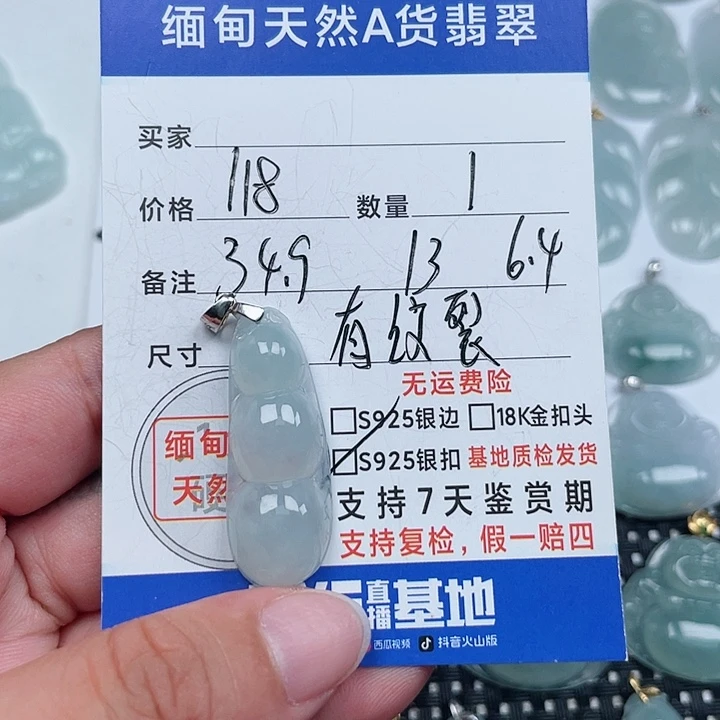 缅甸天然A货翡翠
买家
价格 118 数量 1
备注 34.9 13 6.4
尺寸 有纹裂
无运费险
□S925银边 □18K金扣头
☑S925银扣 基地质检发货
缅甸
天然
支持7天鉴赏期
支持复检，假一赔四
直播基地
西瓜视频 抖音火山版